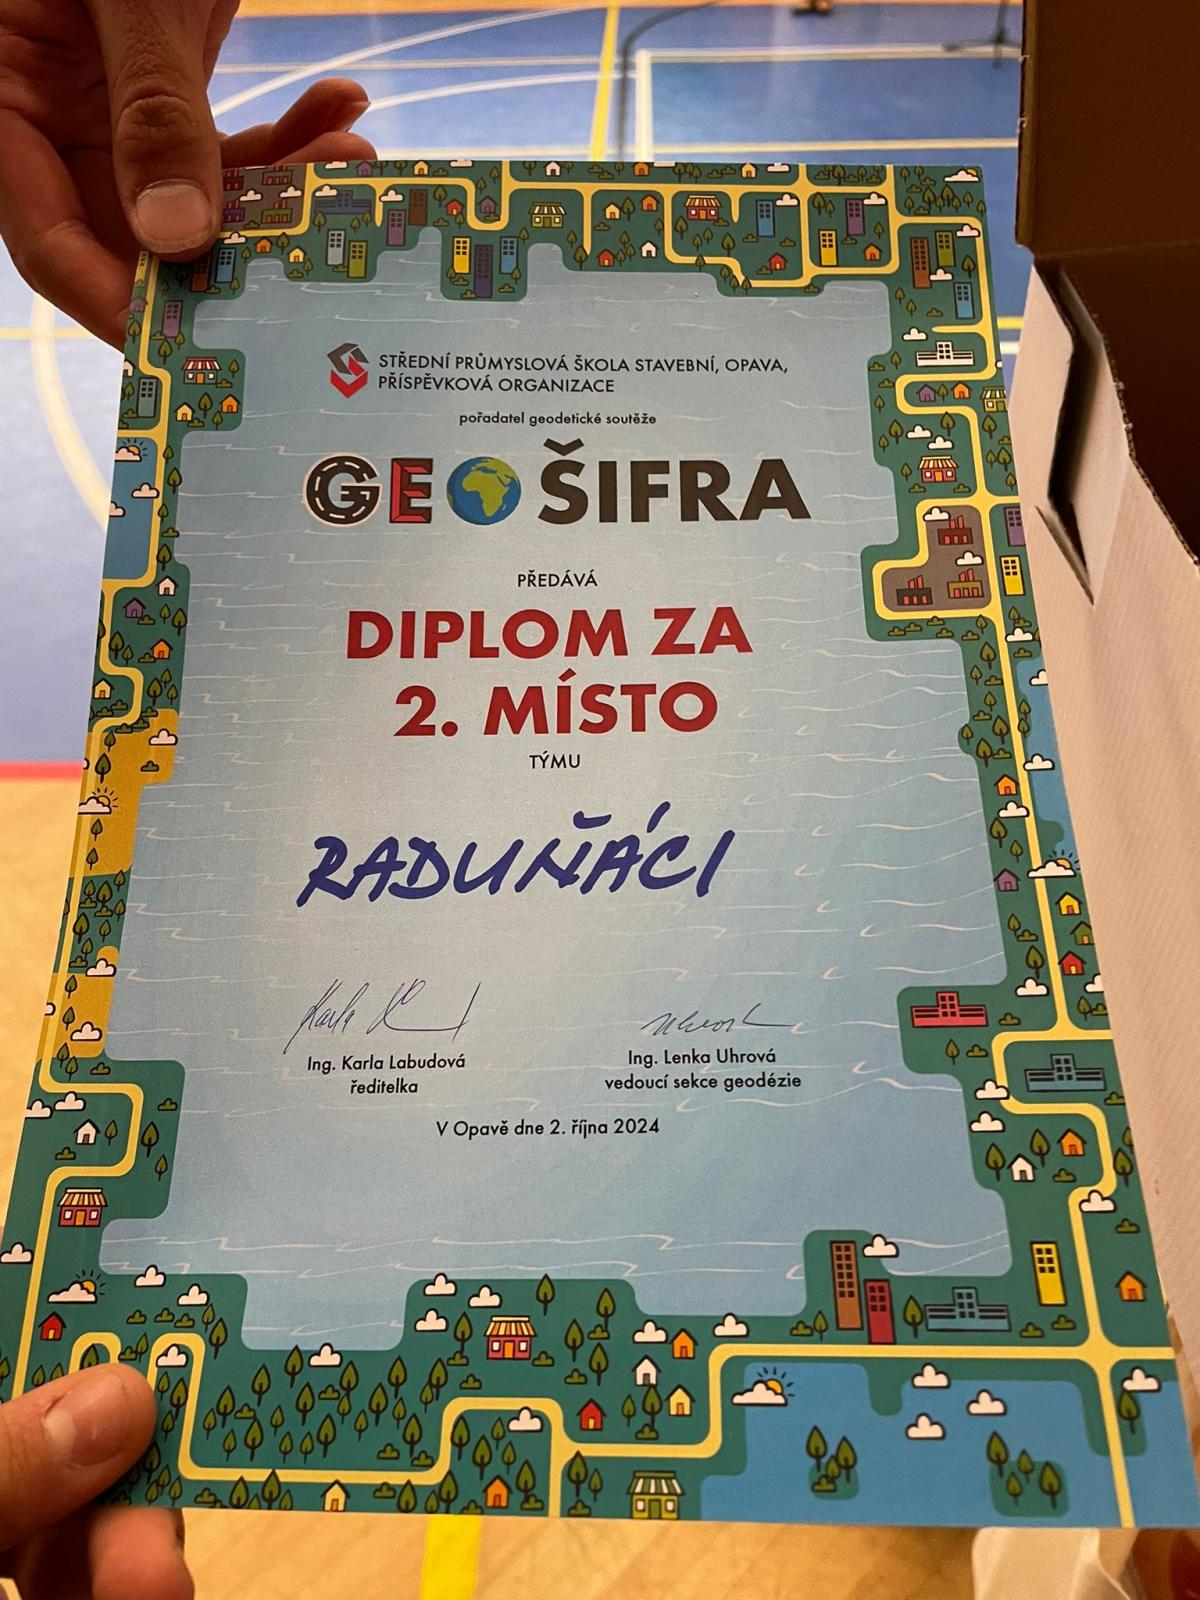 STŘEDNÍ PRŮMYSLOVÁ ŠKOLA STAVEBNÍ, OPAVA,
PŘÍSPĚVKOVÁ ORGANIZACE
pořadatel geodetické soutěže
GEO ŠIFRA
PŘEDÁVÁ
DIPLOM ZA
2. MÍSTO
TÝMU
RADUŇÁCI
Ing. Karla Labudová
ředitelka
Ing. Lenka Uhrová
vedoucí sekce geodézie
V Opavě dne 2. října 2024